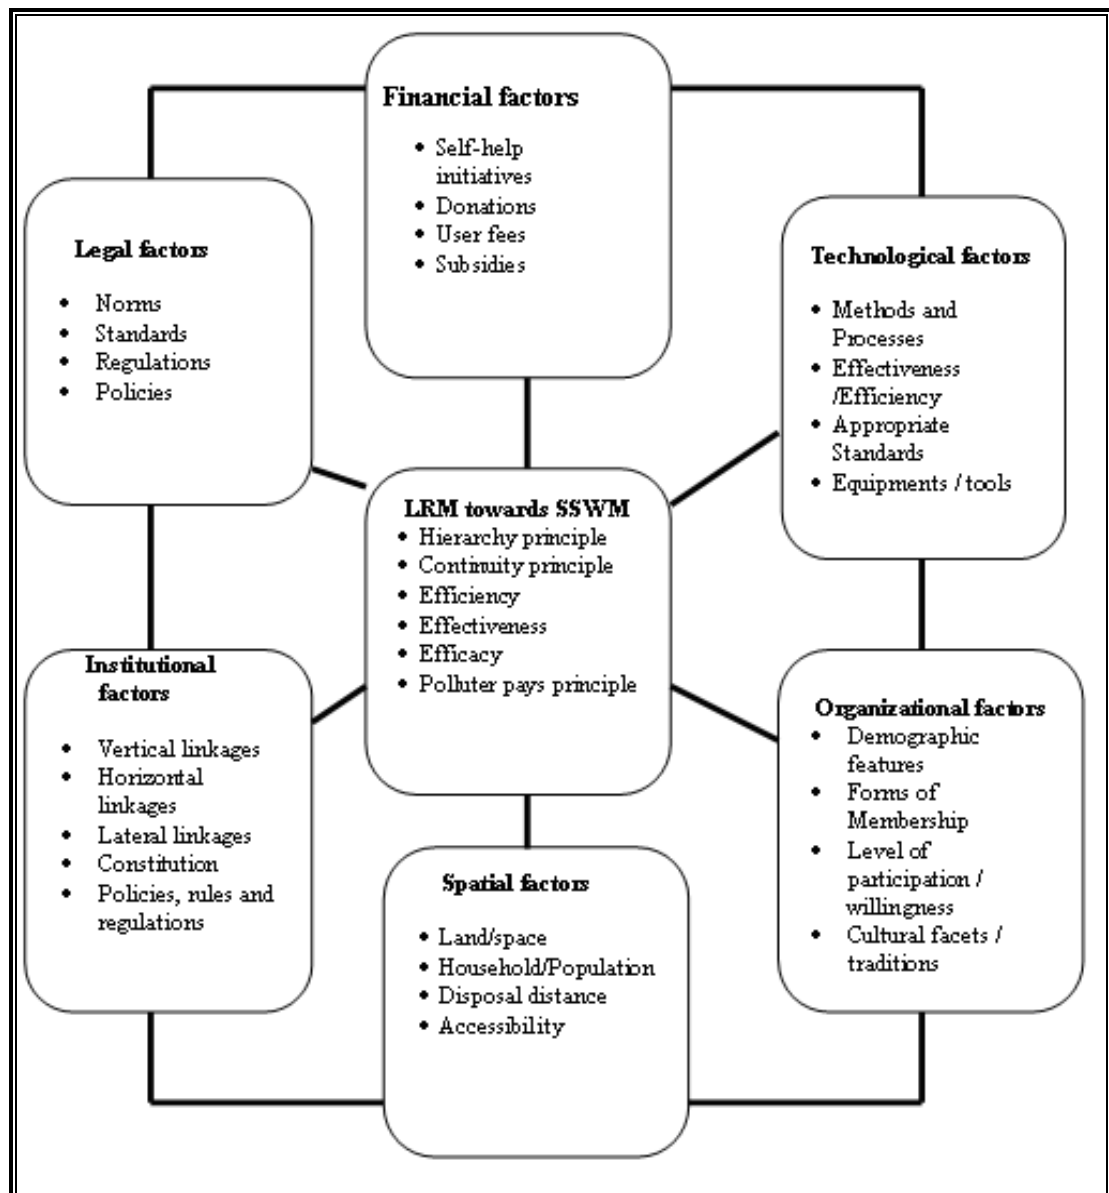 Financial factors
• Self-help
initiatives
• Donations
• User fees
• Subsidies
Legal factors
• Norms
• Standards
• Regulations
• Policies
Technological factors
• Methods and
Processes
• Effectiveness
/Efficiency
• Appropriate
Standards
• Equipments / tools
LRM towards SSWM
• Hierarchy principle
• Continuity principle
• Efficiency
• Effectiveness
• Efficacy
• Polluter pays principle
Institutional
factors
• Vertical linkages
• Horizontal
linkages
• Lateral linkages
• Constitution
• Policies, rules and
regulations
Organizational factors
• Demographic
features
• Forms of
Membership
• Level of
participation /
willingness
• Cultural facets /
traditions
Spatial factors
• Land/space
• Household/Population
• Disposal distance
• Accessibility